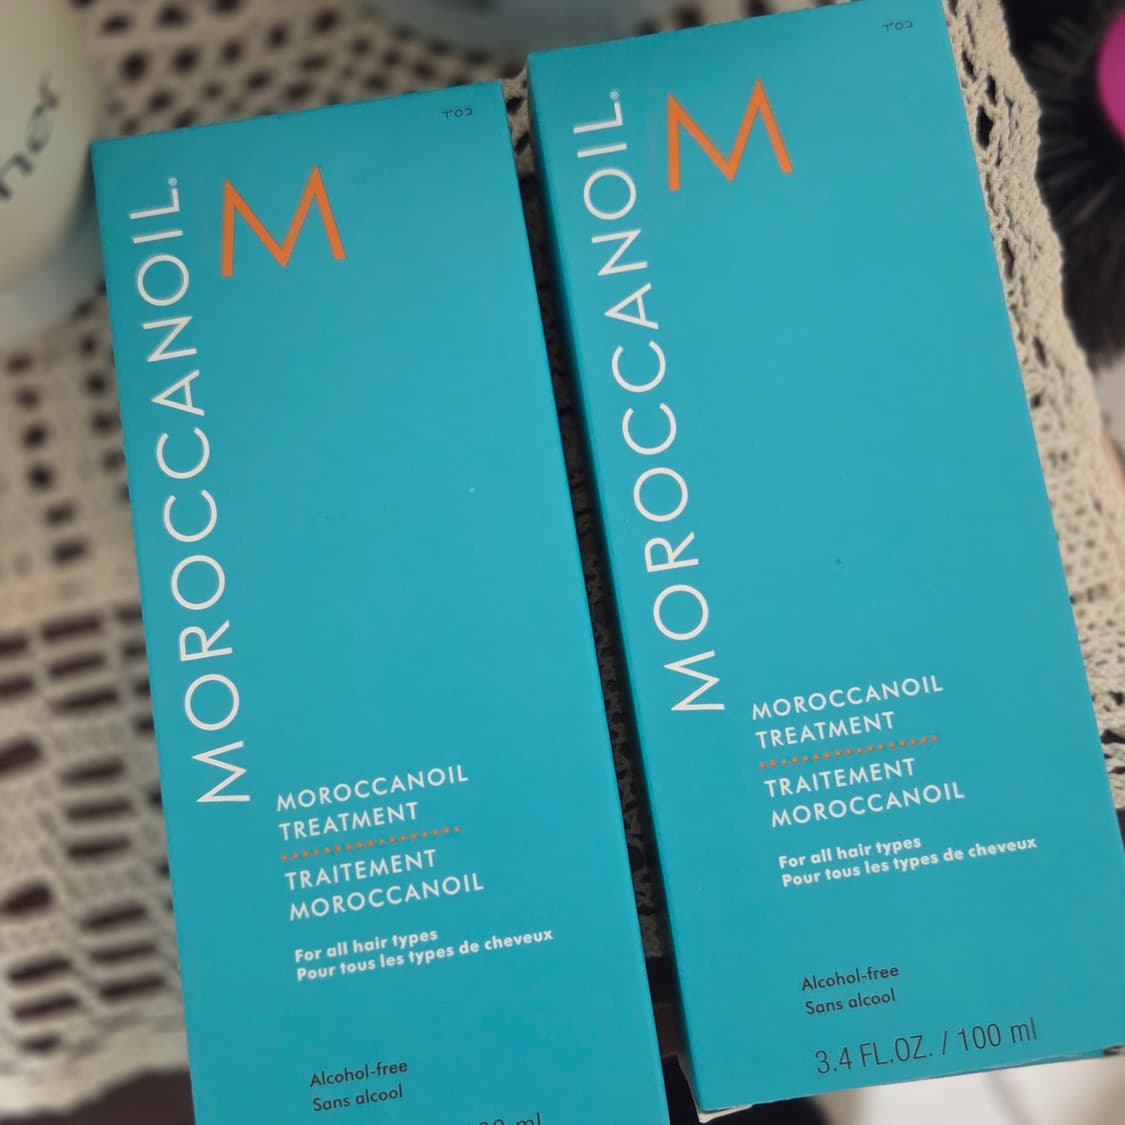 בס"ד
M
MOROCCANOIL®
MOROCCANOIL
TREATMENT
TRAITEMENT
MOROCCANOIL
For all hair types
Pour tous les types de cheveux
Alcohol-free
Sans alcool
ml
בס"ד
M
MOROCCANOIL®
MOROCCANOIL
TREATMENT
TRAITEMENT
MOROCCANOIL
For all hair types
Pour tous les types de cheveux
Alcohol-free
Sans alcool
3.4 FL.OZ. / 100 ml